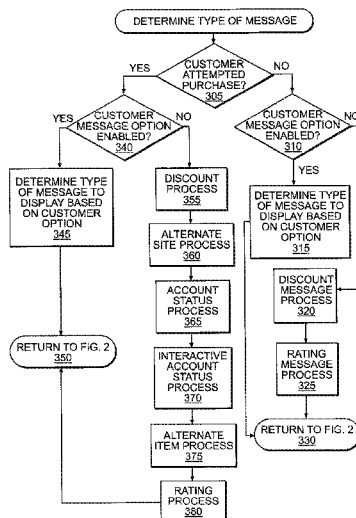 DETERMINE TYPE OF MESSAGE
CUSTOMER
ATTEMPTED
PURCHASE?
305
YES
NO
CUSTOMER
MESSAGE OPTION
ENABLED?
340
YES
NO
CUSTOMER
MESSAGE OPTION
ENABLED?
310
NO
YES
DETERMINE TYPE
OF MESSAGE TO
DISPLAY BASED
ON CUSTOMER
OPTION
345
DISCOUNT
PROCESS
355
DETERMINE TYPE
OF MESSAGE TO
DISPLAY BASED
ON CUSTOMER
OPTION
315
ALTERNATE
SITE PROCESS
360
ACCOUNT
STATUS
PROCESS
365
DISCOUNT
MESSAGE
PROCESS
320
RETURN TO FIG. 2
350
INTERACTIVE
ACCOUNT
STATUS
PROCESS
370
RATING
MESSAGE
PROCESS
325
ALTERNATE
ITEM PROCESS
375
RETURN TO FIG. 2
330
RATING
PROCESS
380